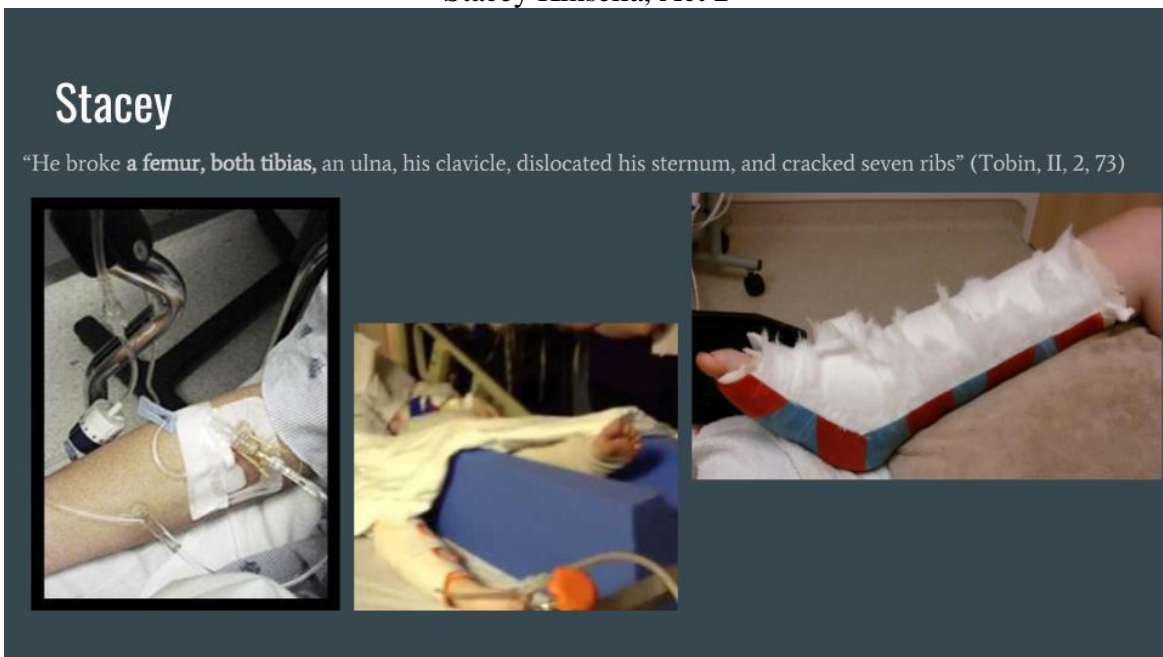 Stacey
“He broke a femur, both tibias, an ulna, his clavicle, dislocated his sternum, and cracked seven ribs” (Tobin, II, 2, 73)